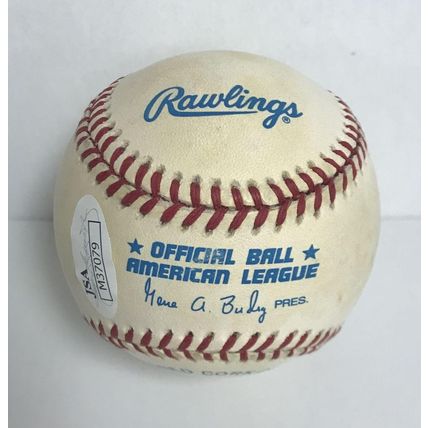 Rawlings®
OFFICIAL BALL
AMERICAN LEAGUE
Gene A. Budig PRES.
JSA
M37079